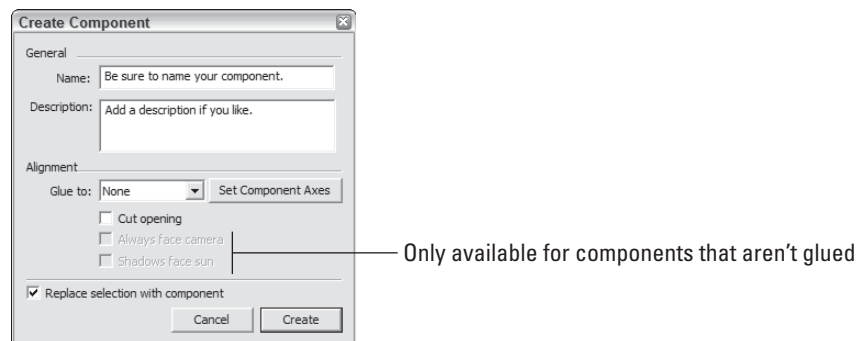 Create Component
General
Name: Be sure to name your component.
Description: Add a description if you like.
Alignment
Glue to: None Set Component Axes
Cut opening
Always face camera
Shadows face sun
Only available for components that aren’t glued
Replace selection with component
Cancel Create